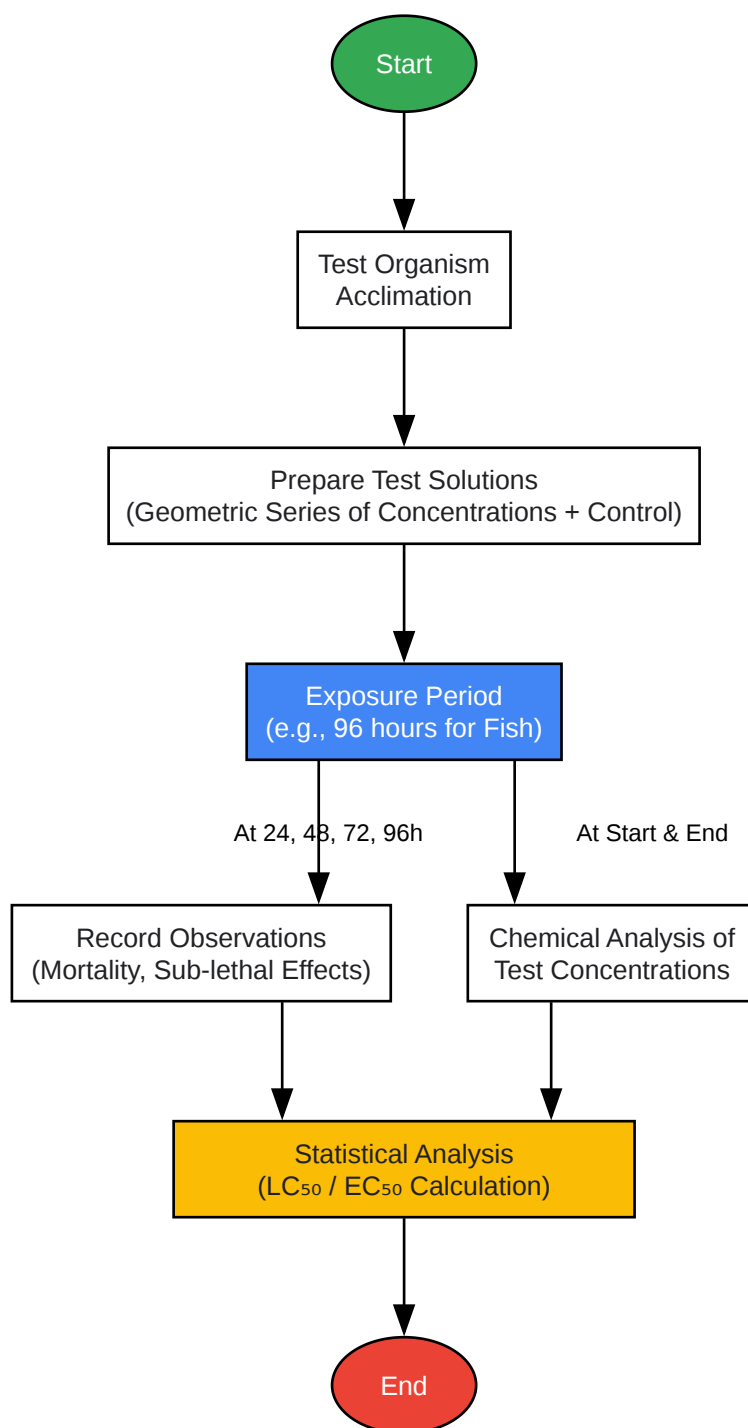 Start
Test Organism
Acclimation
Prepare Test Solutions
(Geometric Series of Concentrations + Control)
Exposure Period
(e.g., 96 hours for Fish)
At 24, 48, 72, 96h
At Start & End
Record Observations
(Mortality, Sub-lethal Effects)
Chemical Analysis of
Test Concentrations
Statistical Analysis
(LC₅₀ / EC₅₀ Calculation)
End